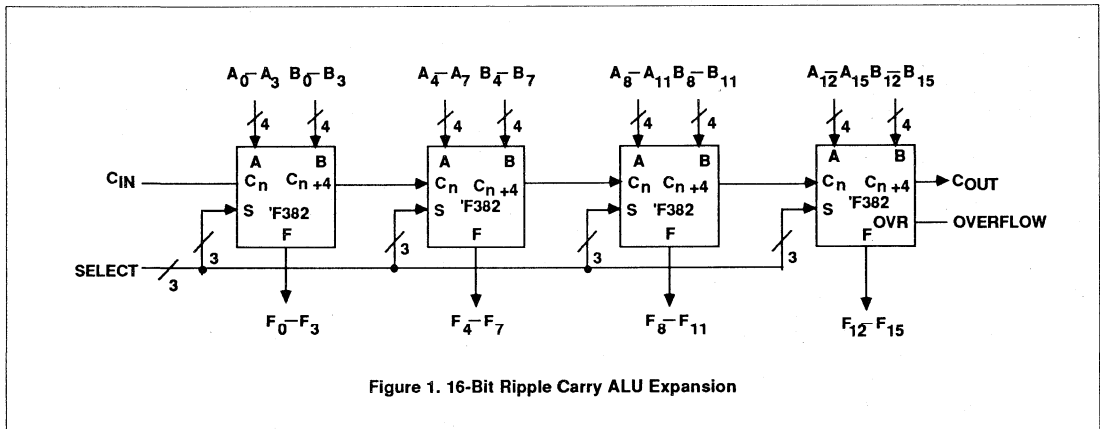 A0–A3 B0–B3 A4–A7 B4–B7 A8–A11 B8–B11 A12–A15 B12–B15
4 4 4 4 4 4 4 4
A B A B A B A B
CIN Cn Cn+4 Cn Cn+4 Cn Cn+4 Cn Cn+4 COUT
S 'F382 S 'F382 S 'F382 S 'F382
F F F F OVR OVERFLOW
3 3 3 3
SELECT 3
F0–F3 F4–F7 F8–F11 F12–F15
Figure 1. 16-Bit Ripple Carry ALU Expansion